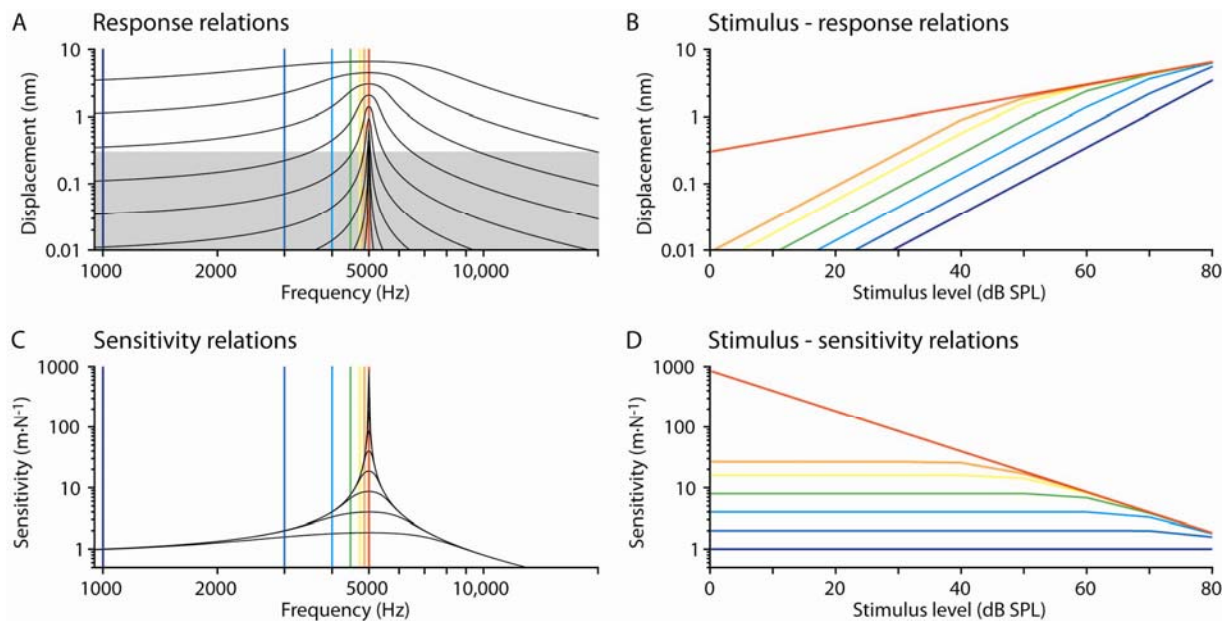 A Response relations
Displacement (nm)
10
1
0.1
0.01
1000 2000 5000 10,000
Frequency (Hz)
B Stimulus - response relations
Displacement (nm)
10
1
0.1
0.01
0 20 40 60 80
Stimulus level (dB SPL)
C Sensitivity relations
Sensitivity (m·N⁻¹)
1000
100
10
1
1000 2000 5000 10,000
Frequency (Hz)
D Stimulus - sensitivity relations
Sensitivity (m·N⁻¹)
1000
100
10
1
0 20 40 60 80
Stimulus level (dB SPL)